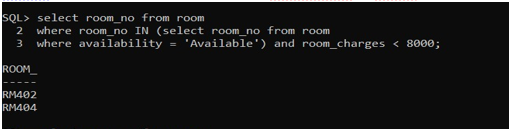 SQL> select room_no from room
  2  where room_no IN (select room_no from room
  3  where availability = 'Available') and room_charges < 8000;
ROOM_
-----
RM402
RM404